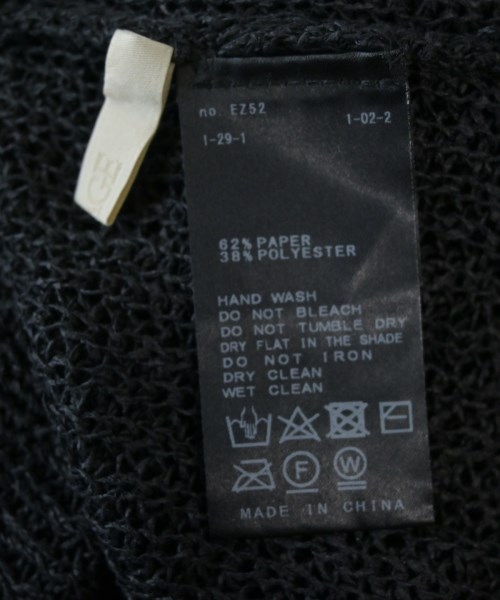 no. EZ52
1-02-2
1-29-1
62% PAPER
38% POLYESTER
HAND WASH
DO NOT BLEACH
DO NOT TUMBLE DRY
DRY FLAT IN THE SHADE
DO NOT IRON
DRY CLEAN
WET CLEAN
F W
MADE IN CHINA